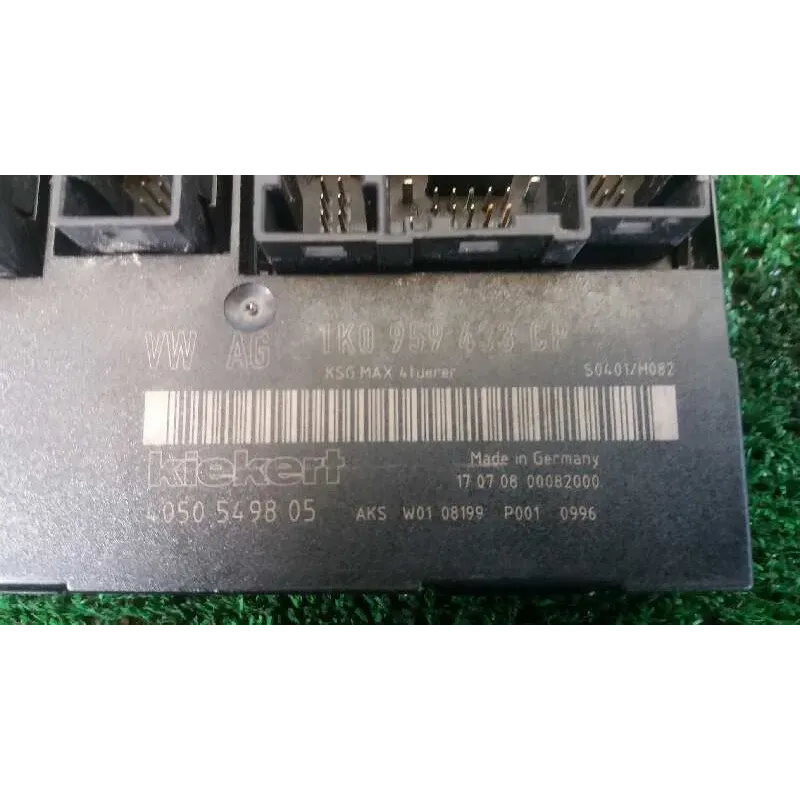 VW AG 1K0 959 433
KSG MAX 4Tuerer S0401/H082
kiekert Made in Germany
17 07 08 00082000
4050 5498 05 AKS W01 08199 P001 0996